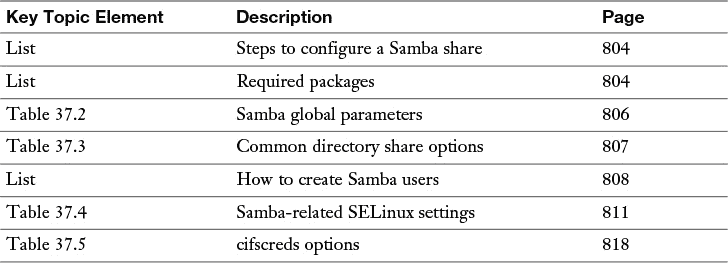 Key Topic Element Description Page
List Steps to configure a Samba share 804
List Required packages 804
Table 37.2 Samba global parameters 806
Table 37.3 Common directory share options 807
List How to create Samba users 808
Table 37.4 Samba-related SELinux settings 811
Table 37.5 cifscreds options 818